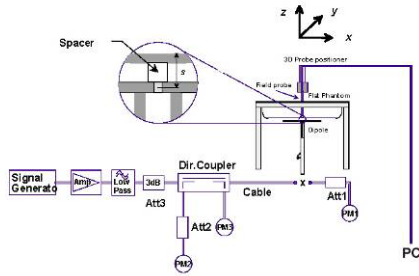 z
y
x
Spacer
s
3D Probe positioner
Field probe
Flat Phantom
Dipole
Signal
Generato
Amp
Low
Pass
3dB
Att3
Dir.Coupler
Cable
x
Att1
PM1
Att2
PM3
PM2
PC